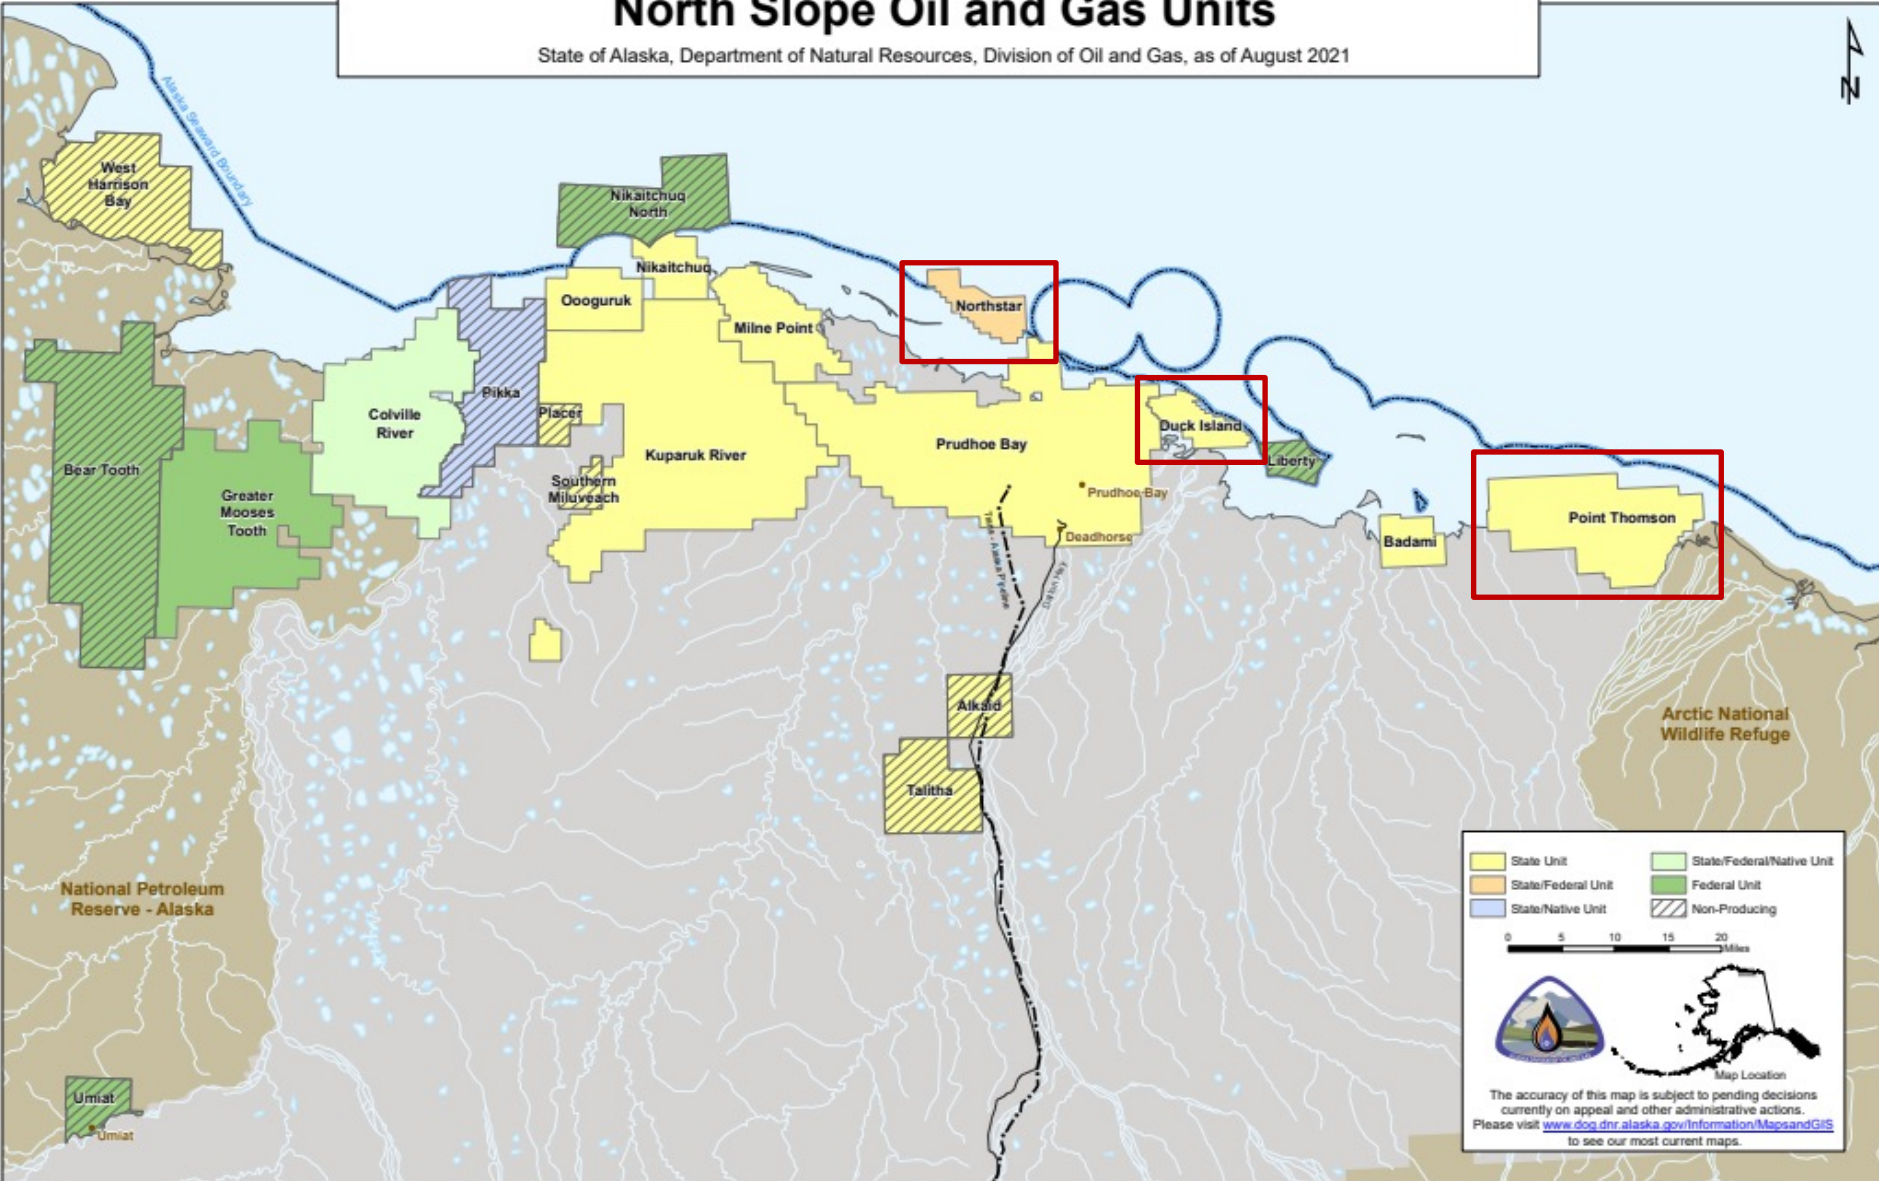 North Slope Oil and Gas Units
State of Alaska, Department of Natural Resources, Division of Oil and Gas, as of August 2021
N
Alaska Seaward Boundary
West
Harrison
Bay
Nikaitchuq
North
Nikaitchuq
Oooguruk
Milne Point
Northstar
Pikka
Placer
Colville
River
Bear Tooth
Greater
Mooses
Tooth
Kuparuk River
Southern
Miluveach
Prudhoe Bay
Duck Island
Liberty
Prudhoe Bay
Deadhorse
Trans - Alaska Pipeline
Dalton Hwy
Badami
Point Thomson
Alkaid
Talitha
Arctic National
Wildlife Refuge
National Petroleum
Reserve - Alaska
Umiat
Umiat
State Unit
State/Federal/Native Unit
State/Federal Unit
Federal Unit
State/Native Unit
Non-Producing
0 5 10 15 20
Miles
Map Location
The accuracy of this map is subject to pending decisions
currently on appeal and other administrative actions.
Please visit www.dog.dnr.alaska.gov/Information/MapsandGIS
to see our most current maps.